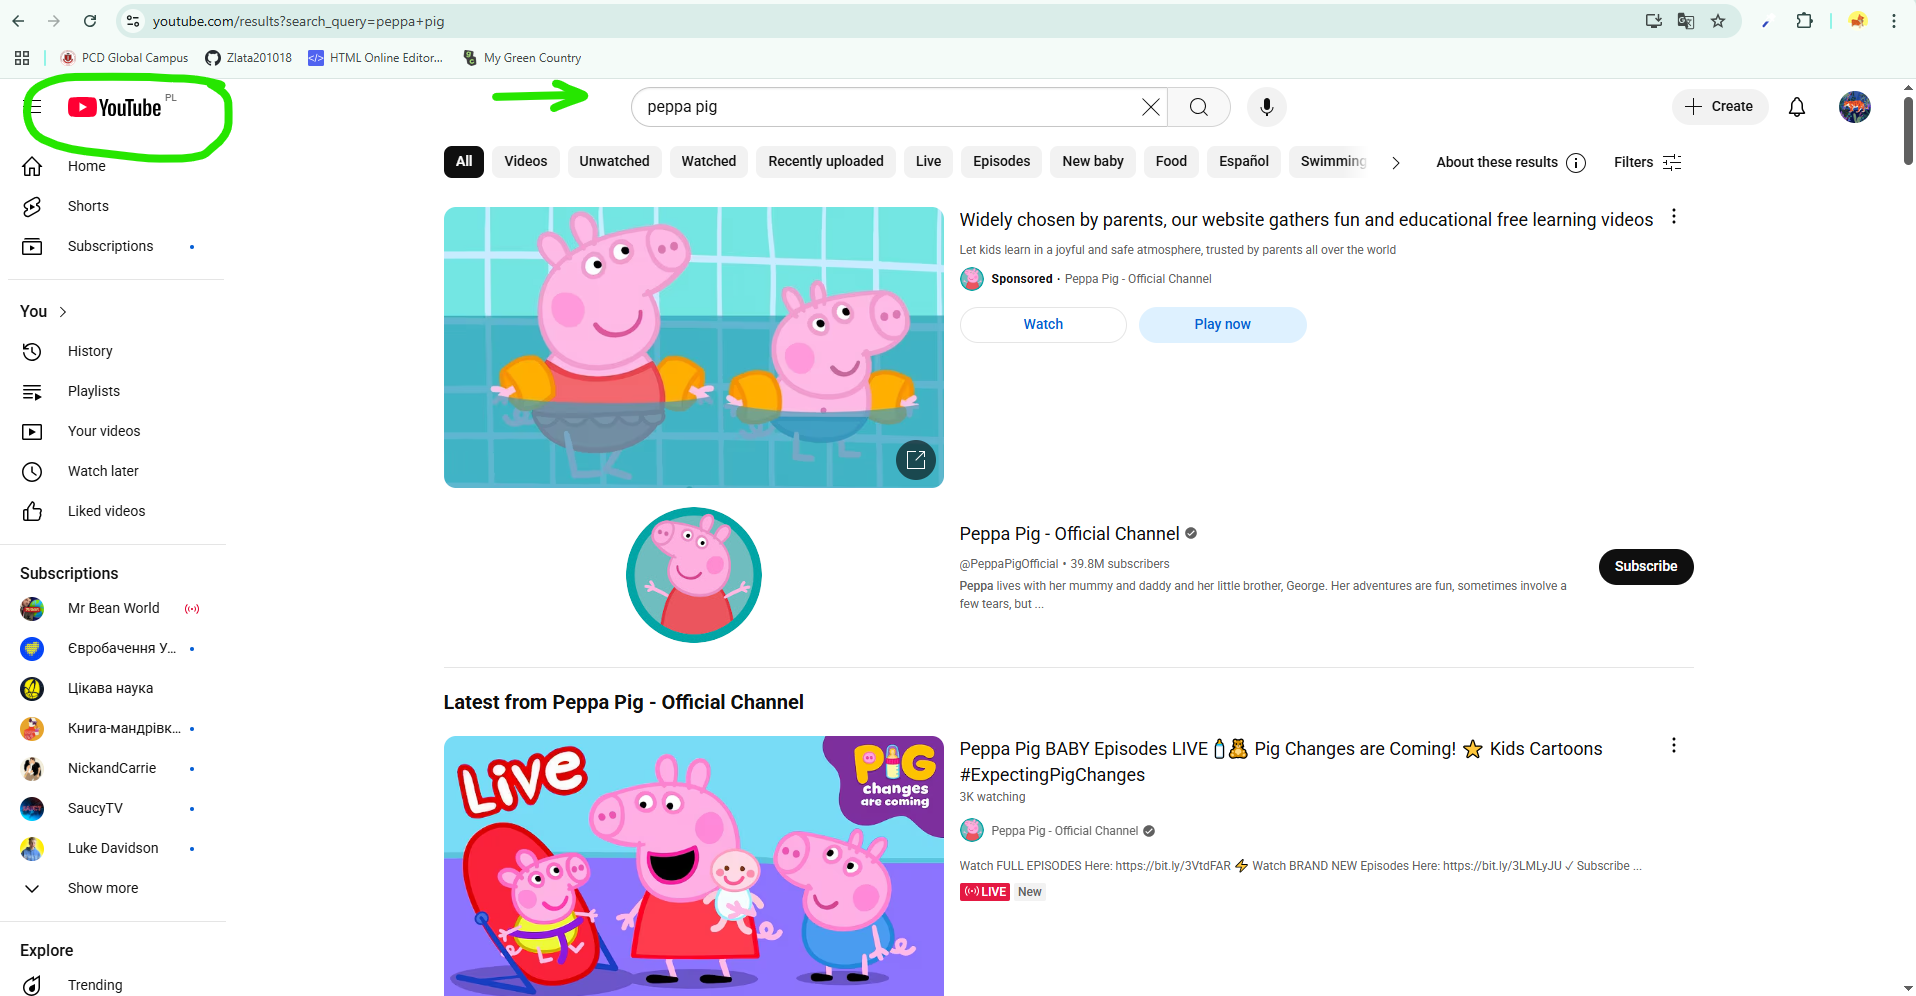 youtube.com/results?search_query=peppa+pig
PCD Global Campus
Zlata201018
HTML Online Editor...
My Green Country
YouTube PL
peppa pig
Create
Home
Shorts
Subscriptions
You
History
Playlists
Your videos
Watch later
Liked videos
Subscriptions
Mr Bean World
Євробачення У...
Цікава наука
Книга-мандрівк...
NickandCarrie
SaucyTV
Luke Davidson
Show more
Explore
Trending
All
Videos
Unwatched
Watched
Recently uploaded
Live
Episodes
New baby
Food
Español
Swimming
About these results
Filters
Widely chosen by parents, our website gathers fun and educational free learning videos
Let kids learn in a joyful and safe atmosphere, trusted by parents all over the world
Sponsored · Peppa Pig - Official Channel
Watch
Play now
Peppa Pig - Official Channel
@PeppaPigOfficial • 39.8M subscribers
Peppa lives with her mummy and daddy and her little brother, George. Her adventures are fun, sometimes involve a
few tears, but ...
Subscribe
Latest from Peppa Pig - Official Channel
LIVE
PIG
changes
are coming
Peppa Pig BABY Episodes LIVE 🍼🧸 Pig Changes are Coming! ⭐ Kids Cartoons
#ExpectingPigChanges
3K watching
Peppa Pig - Official Channel
Watch FULL EPISODES Here: https://bit.ly/3VtdFAR ⚡ Watch BRAND NEW Episodes Here: https://bit.ly/3LMLyJU ✓ Subscribe ...
LIVE
New